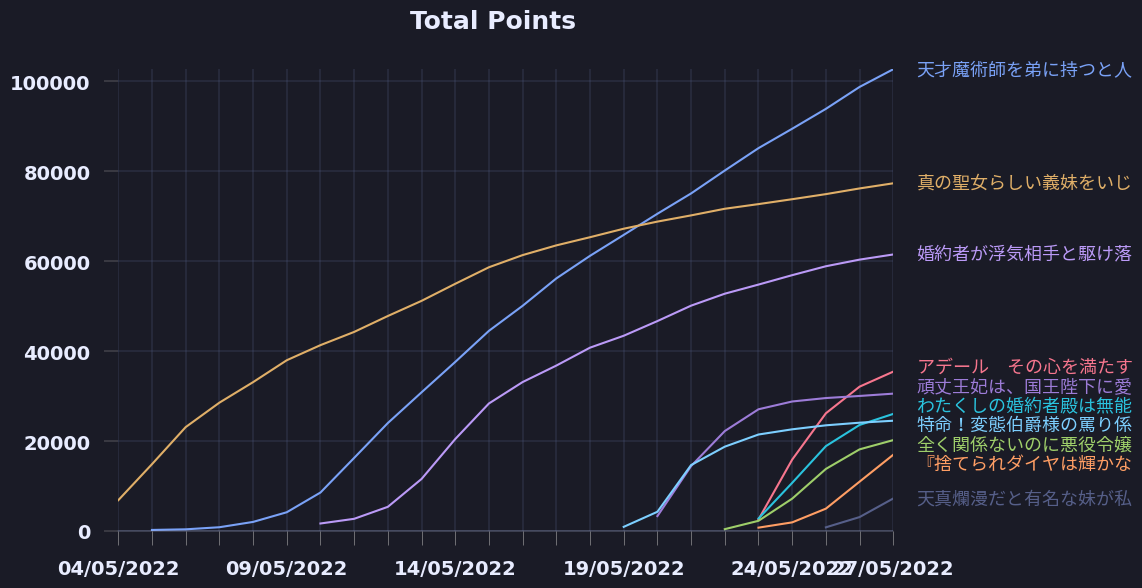 Total Points
100000
80000
60000
40000
20000
0
天才魔術師を弟に持つと人
真の聖女らしい義妹をいじ
婚約者が浮気相手と駆け落
アデール　その心を満たす
頑丈王妃は、国王陛下に愛
わたくしの婚約者殿は無能
特命！変態伯爵様の罵り係
全く関係ないのに悪役令嬢
『捨てられダイヤは輝かな
天真爛漫だと有名な妹が私
04/05/2022
09/05/2022
14/05/2022
19/05/2022
24/05/2022
27/05/2022